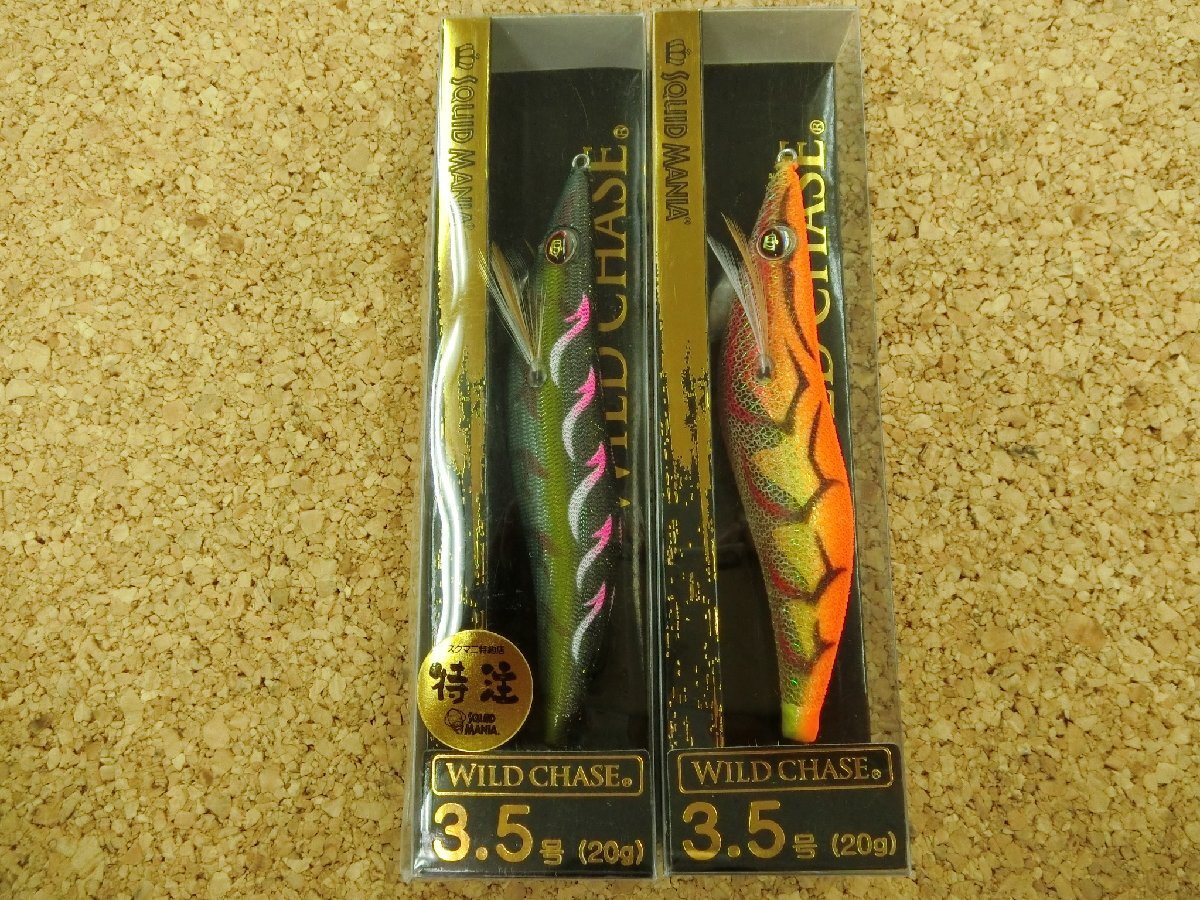 SQUID MANIA
WILD CHASE®
スクマニ特約店
特注
SQUID
MANIA
WILD CHASE®
3.5号 (20g)
SQUID MANIA
WILD CHASE®
WILD CHASE®
3.5号 (20g)